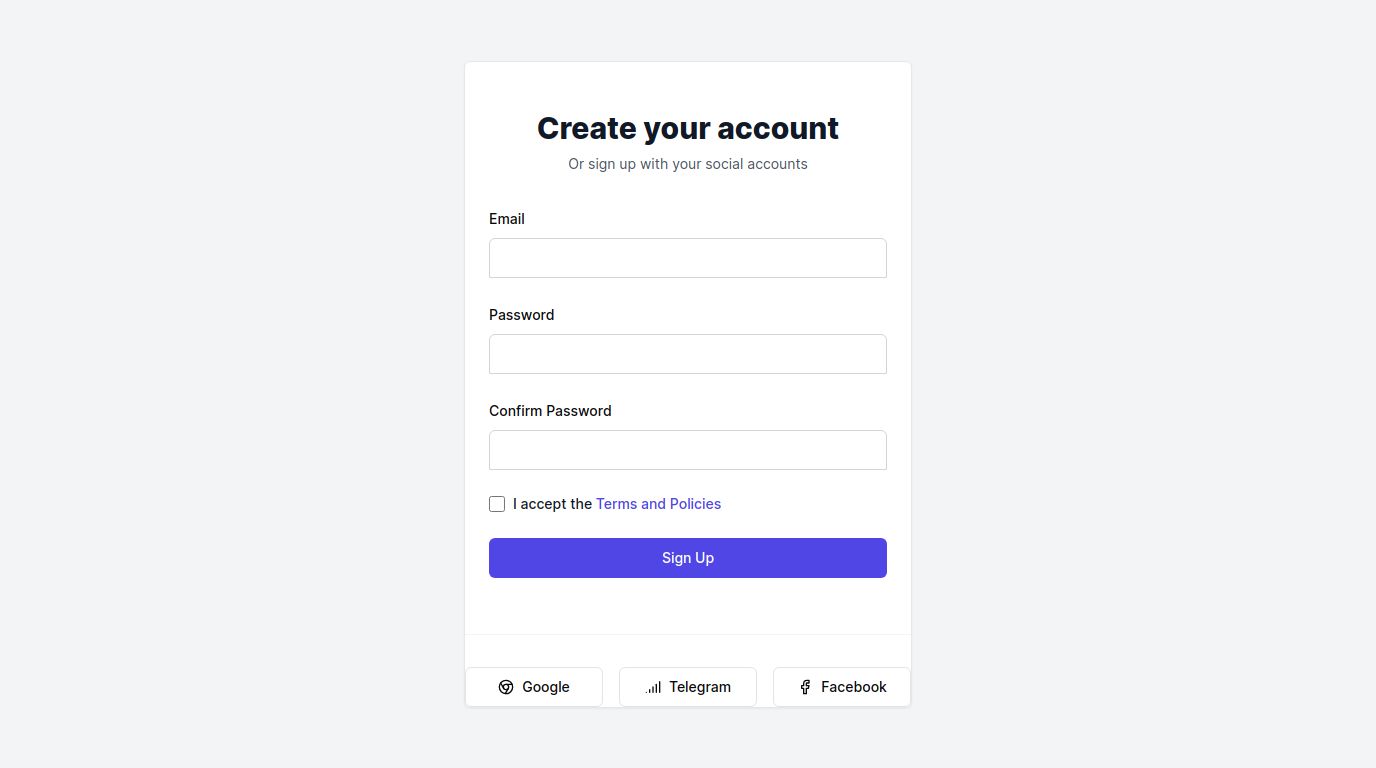 Create your account
Or sign up with your social accounts
Email
Password
Confirm Password
I accept the Terms and Policies
Sign Up
Google
Telegram
Facebook